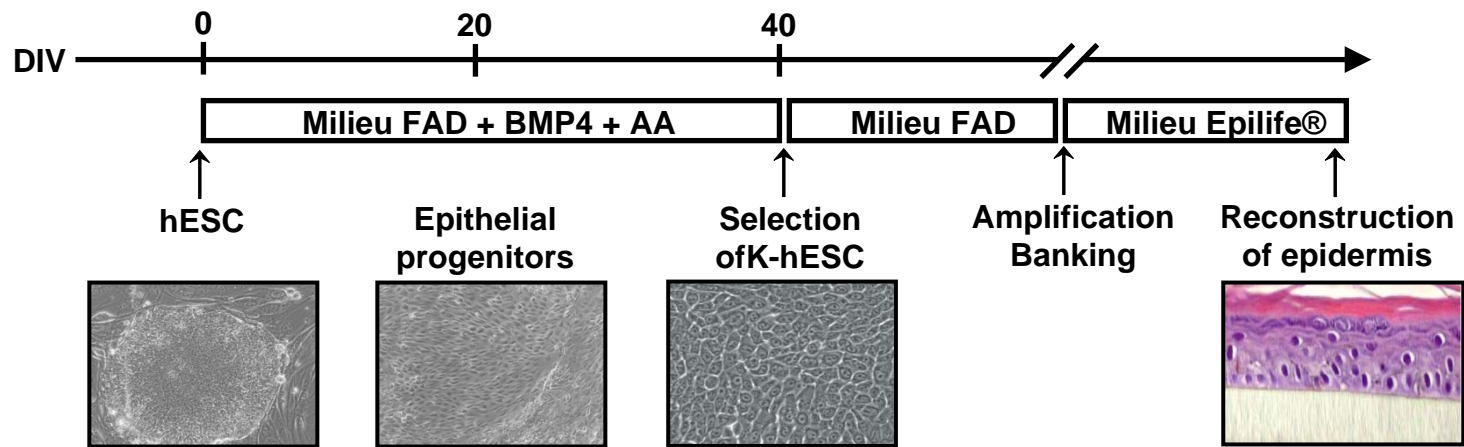 0 20 40
DIV
Milieu FAD + BMP4 + AA Milieu FAD Milieu Epilife®
hESC
Epithelial
progenitors
Selection
ofK-hESC
Amplification
Banking
Reconstruction
of epidermis